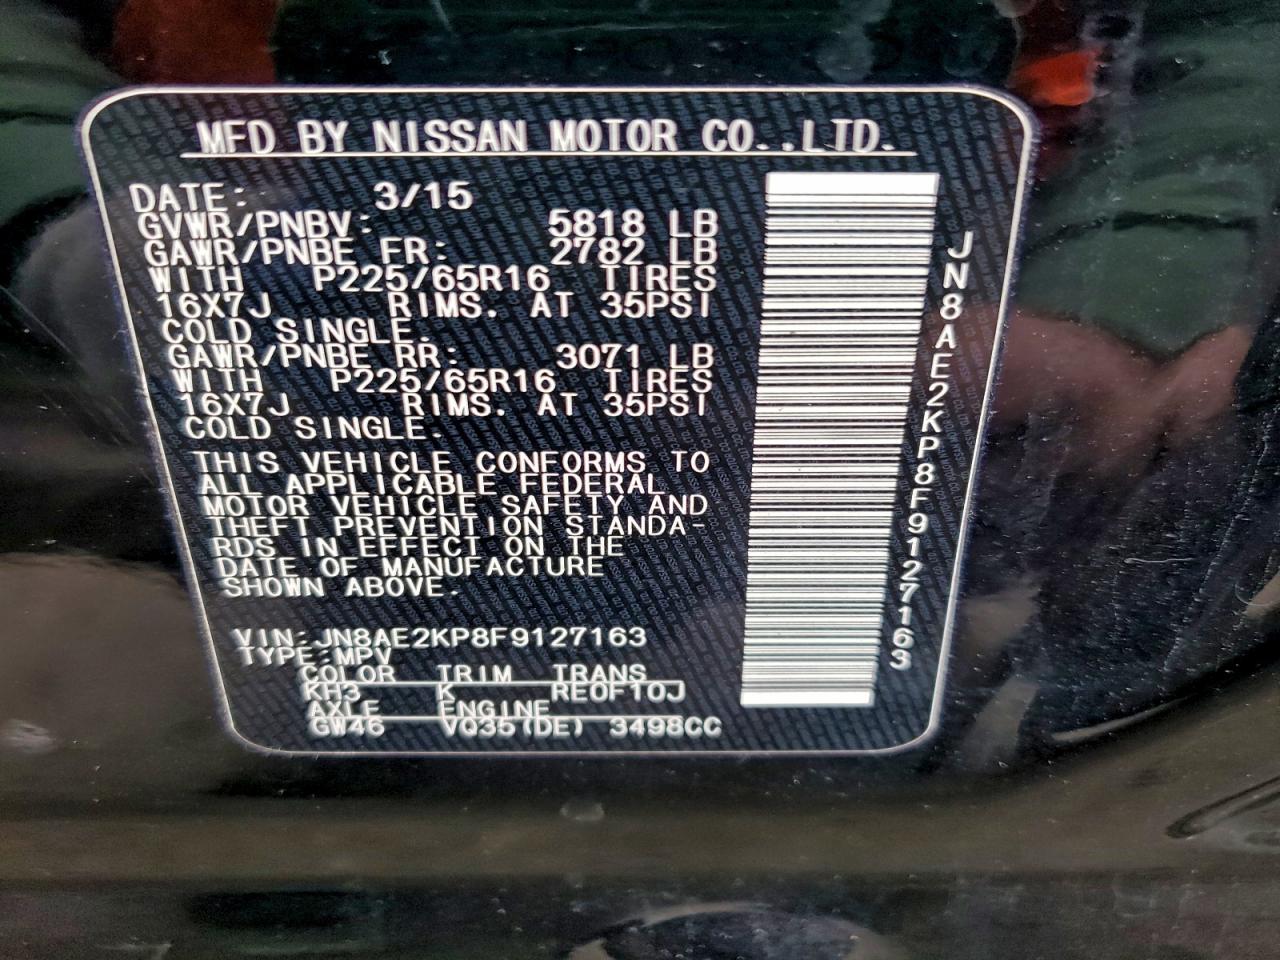 MFD BY NISSAN MOTOR CO.,LTD.
DATE: 3/15
GVWR/PNBV: 5818 LB
GAWR/PNBE FR: 2782 LB
WITH P225/65R16 TIRES
16X7J RIMS. AT 35PSI
COLD SINGLE.
GAWR/PNBE RR: 3071 LB
WITH P225/65R16 TIRES
16X7J RIMS. AT 35PSI
COLD SINGLE.
THIS VEHICLE CONFORMS TO
ALL APPLICABLE FEDERAL
MOTOR VEHICLE SAFETY AND
THEFT PREVENTION STANDA-
RDS IN EFFECT ON THE
DATE OF MANUFACTURE
SHOWN ABOVE.
VIN:JN8AE2KP8F9127163
TYPE:MPV
COLOR TRIM TRANS
KH3 K RE0F10J
AXLE ENGINE
GW46 VQ35(DE) 3498CC
JN8AE2KP8F9127163